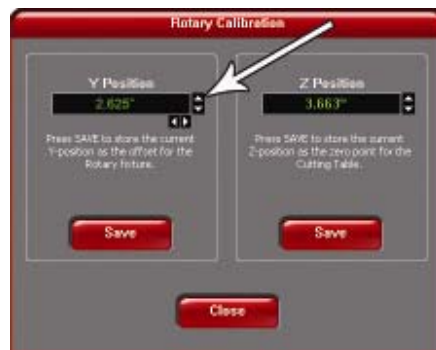 Rotary Calibration
Y Position
2.625"
Press SAVE to store the current
Y-position as the offset for the
Rotary fixture.
Save
Z Position
3.663"
Press SAVE to store the current
Z-position as the zero point for the
Cutting Table.
Save
Close